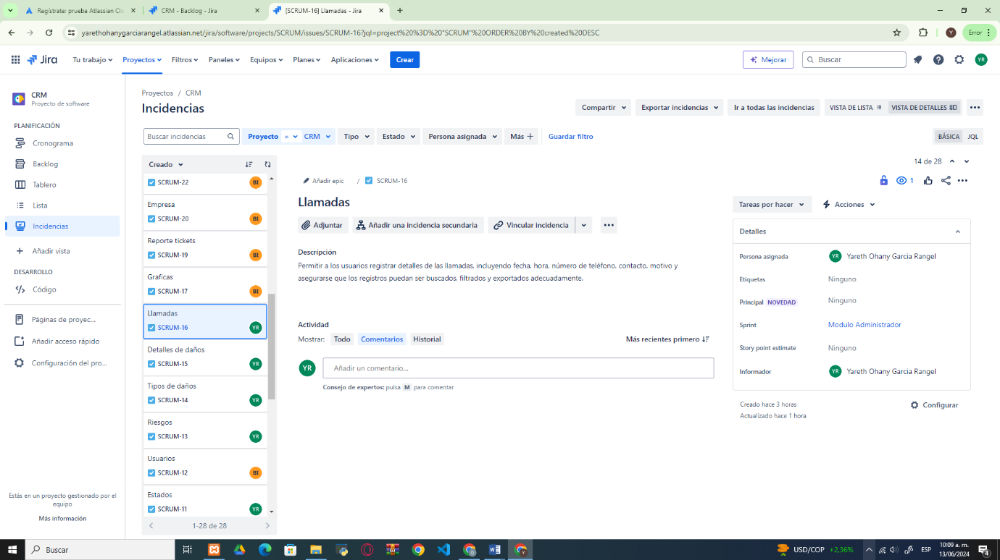 Regístrate: prueba Atlassian Clo
CRM - Backlog - Jira
[SCRUM-16] Llamadas - Jira
yarethohanygarciarangel.atlassian.net/jira/software/projects/SCRUM/issues/SCRUM-16?jql=project%20%3D%20"SCRUM"%20ORDER%20BY%20created%20DESC
Y
Error
Jira
Tu trabajo
Proyectos
Filtros
Paneles
Equipos
Planes
Aplicaciones
Crear
Mejorar
Buscar
YR
CRM
Proyecto de software
PLANIFICACIÓN
Cronograma
Backlog
Tablero
Lista
Incidencias
Añadir vista
DESARROLLO
Código
Páginas de proyec...
Añadir acceso rápido
Configuración del pro...
Estás en un proyecto gestionado por el
equipo
Más información
Proyectos / CRM
Incidencias
Compartir
Exportar incidencias
Ir a todas las incidencias
VISTA DE LISTA
VISTA DE DETALLES
Buscar incidencias
Proyecto = CRM
Tipo
Estado
Persona asignada
Más +
Guardar filtro
BÁSICA
JQL
Creado
SCRUM-22
BI
Empresa
SCRUM-20
BI
Reporte tickets
SCRUM-19
BI
Graficas
SCRUM-17
BI
Llamadas
SCRUM-16
YR
Detalles de daños
SCRUM-15
YR
Tipos de daños
SCRUM-14
YR
Riesgos
SCRUM-13
YR
Usuarios
SCRUM-12
BI
Estados
SCRUM-11
YR
1-28 de 28
14 de 28
Añadir epic / SCRUM-16
1
Llamadas
Adjuntar
Añadir una incidencia secundaria
Vincular incidencia
Descripción
Permitir a los usuarios registrar detalles de las llamadas, incluyendo fecha, hora, número de teléfono, contacto, motivo y
asegurarse que los registros puedan ser buscados, filtrados y exportados adecuadamente.
Actividad
Mostrar:
Todo
Comentarios
Historial
Más recientes primero
YR
Añadir un comentario...
Consejo de expertos: pulsa M para comentar
Tareas por hacer
Acciones
Detalles
Persona asignada
YR Yareth Ohany Garcia Rangel
Etiquetas
Ninguno
Principal NOVEDAD
Ninguno
Sprint
Modulo Administrador
Story point estimate
Ninguno
Informador
YR Yareth Ohany Garcia Rangel
Creado hace 3 horas
Actualizado hace 1 hora
Configurar
Buscar
USD/COP +2,36%
ESP
10:09 a. m.
13/06/2024
4